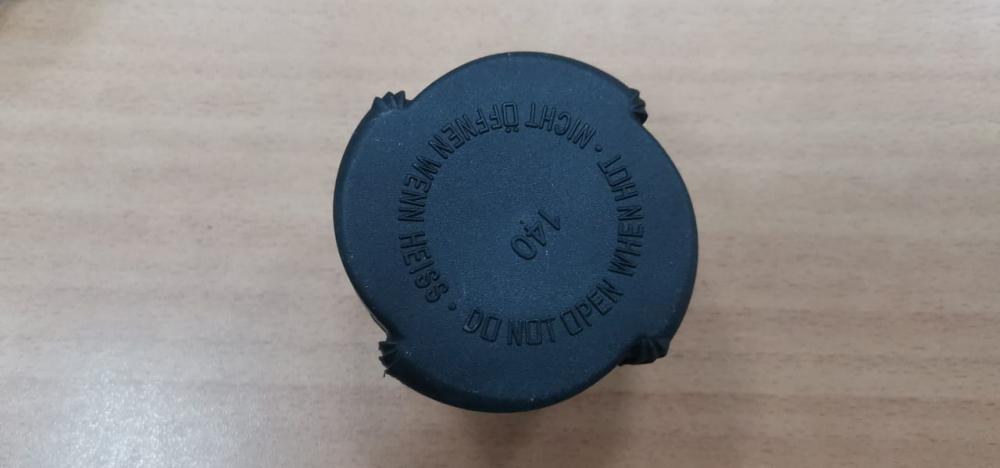 DO NOT OPEN WHEN HOT · NICHT ÖFFNEN WENN HEISS ·
140